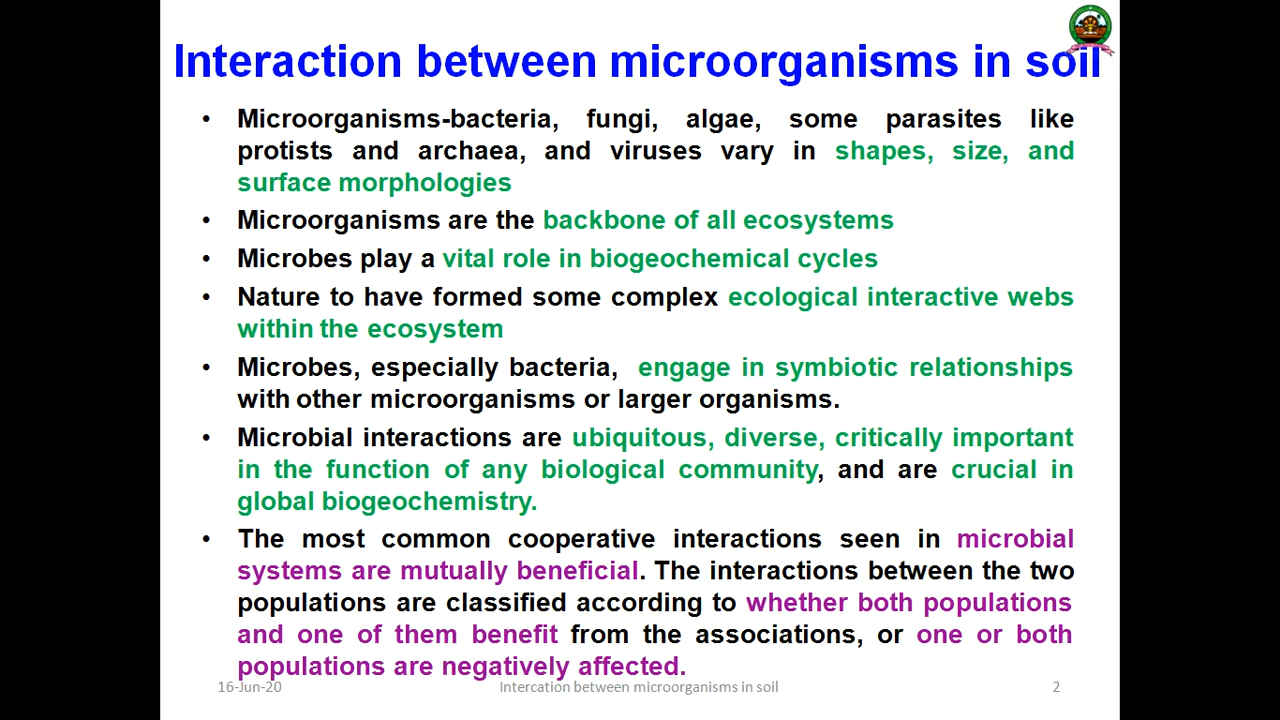 Interaction between microorganisms in soil
• Microorganisms-bacteria, fungi, algae, some parasites like
protists and archaea, and viruses vary in shapes, size, and
surface morphologies
• Microorganisms are the backbone of all ecosystems
• Microbes play a vital role in biogeochemical cycles
• Nature to have formed some complex ecological interactive webs
within the ecosystem
• Microbes, especially bacteria, engage in symbiotic relationships
with other microorganisms or larger organisms.
• Microbial interactions are ubiquitous, diverse, critically important
in the function of any biological community, and are crucial in
global biogeochemistry.
• The most common cooperative interactions seen in microbial
systems are mutually beneficial. The interactions between the two
populations are classified according to whether both populations
and one of them benefit from the associations, or one or both
populations are negatively affected.
16-Jun-20 Intercation between microorganisms in soil 2